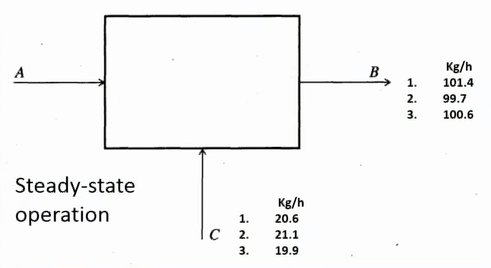 A
B
Kg/h
1. 101.4
2. 99.7
3. 100.6
Steady-state
operation
C
Kg/h
1. 20.6
2. 21.1
3. 19.9